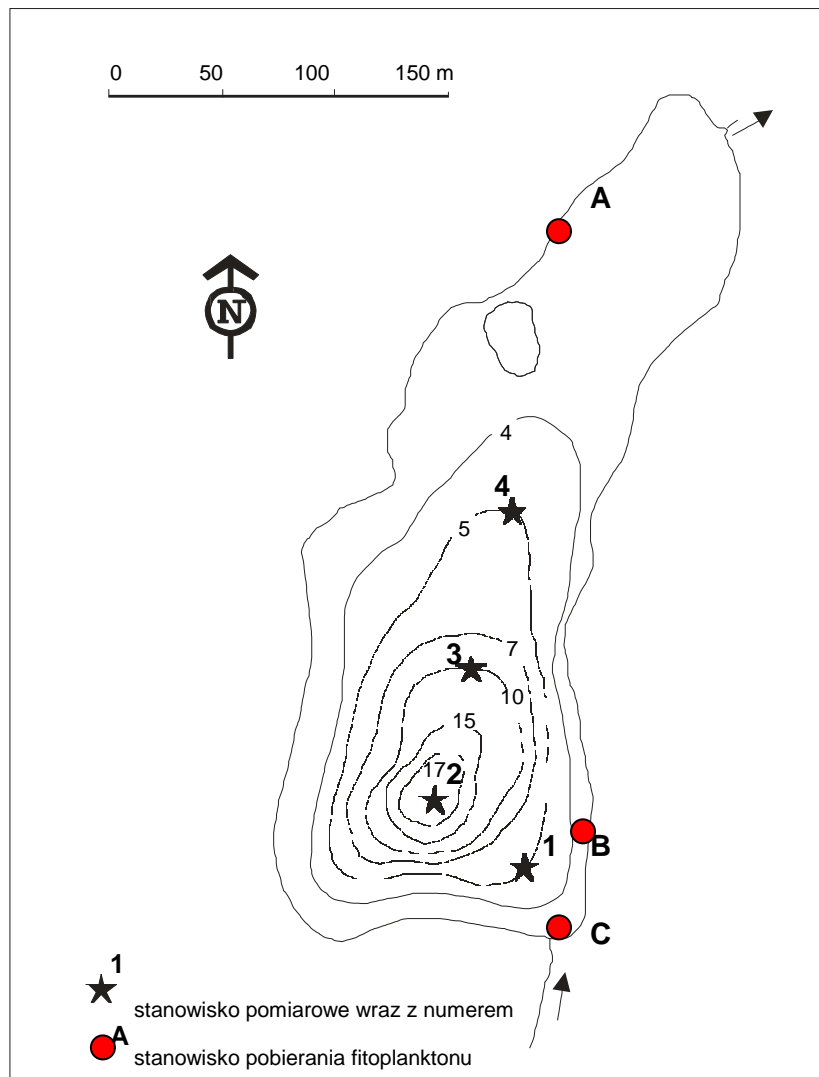 0 50 100 150 m
A
N
4
4
5
7
3
10
15
17
2
1
B
C
1
stanowisko pomiarowe wraz z numerem
A
stanowisko pobierania fitoplanktonu